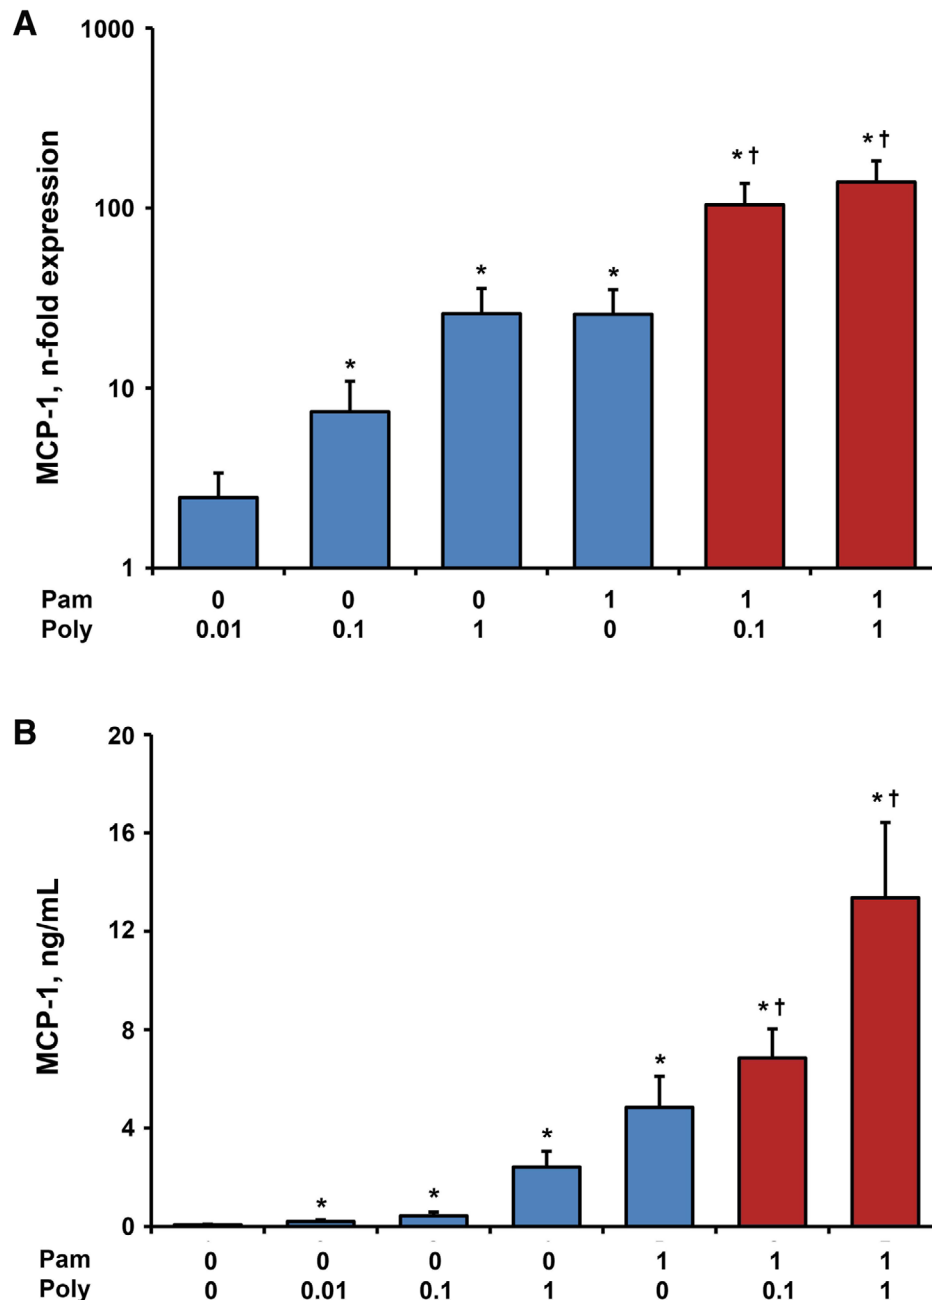 A
1000
100
10
1
MCP-1, n-fold expression
*
*
*
* †
* †
Pam 0 0 0 1 1 1
Poly 0.01 0.1 1 0 0.1 1
B
20
16
12
8
4
0
MCP-1, ng/mL
*
*
*
*
* †
* †
Pam 0 0 0 0 1 1 1
Poly 0 0.01 0.1 1 0 0.1 1